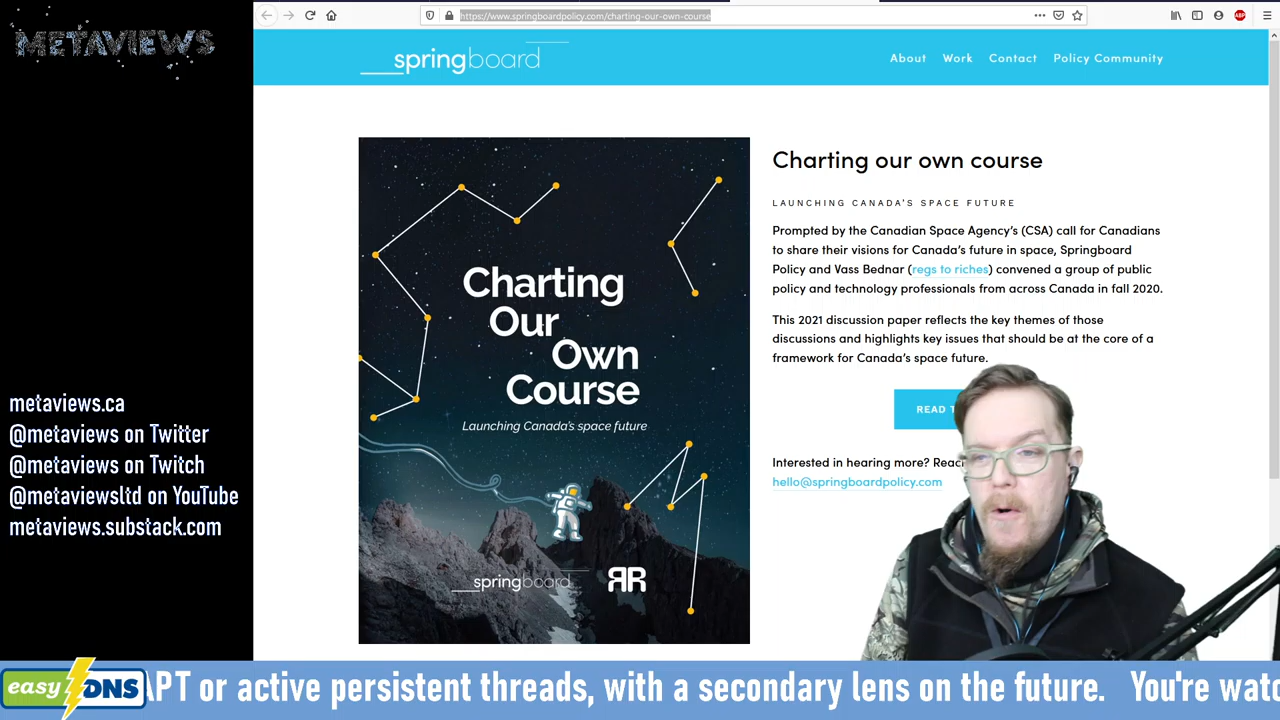 METAVIEWS
https://www.springboardpolicy.com/charting-our-own-course
springboard
About Work Contact Policy Community
Charting
Our
Own
Course
Launching Canada's space future
springboard
RR
Charting our own course
LAUNCHING CANADA'S SPACE FUTURE
Prompted by the Canadian Space Agency's (CSA) call for Canadians
to share their visions for Canada's future in space, Springboard
Policy and Vass Bednar (regs to riches) convened a group of public
policy and technology professionals from across Canada in fall 2020.
This 2021 discussion paper reflects the key themes of those
discussions and highlights key issues that should be at the core of a
framework for Canada's space future.
READ
Interested in hearing more?
hello@springboardpolicy.com
metaviews.ca
@metaviews on Twitter
@metaviews on Twitch
@metaviewsltd on YouTube
metaviews.substack.com
easyDNS
APT or active persistent threads, with a secondary lens on the future. You're